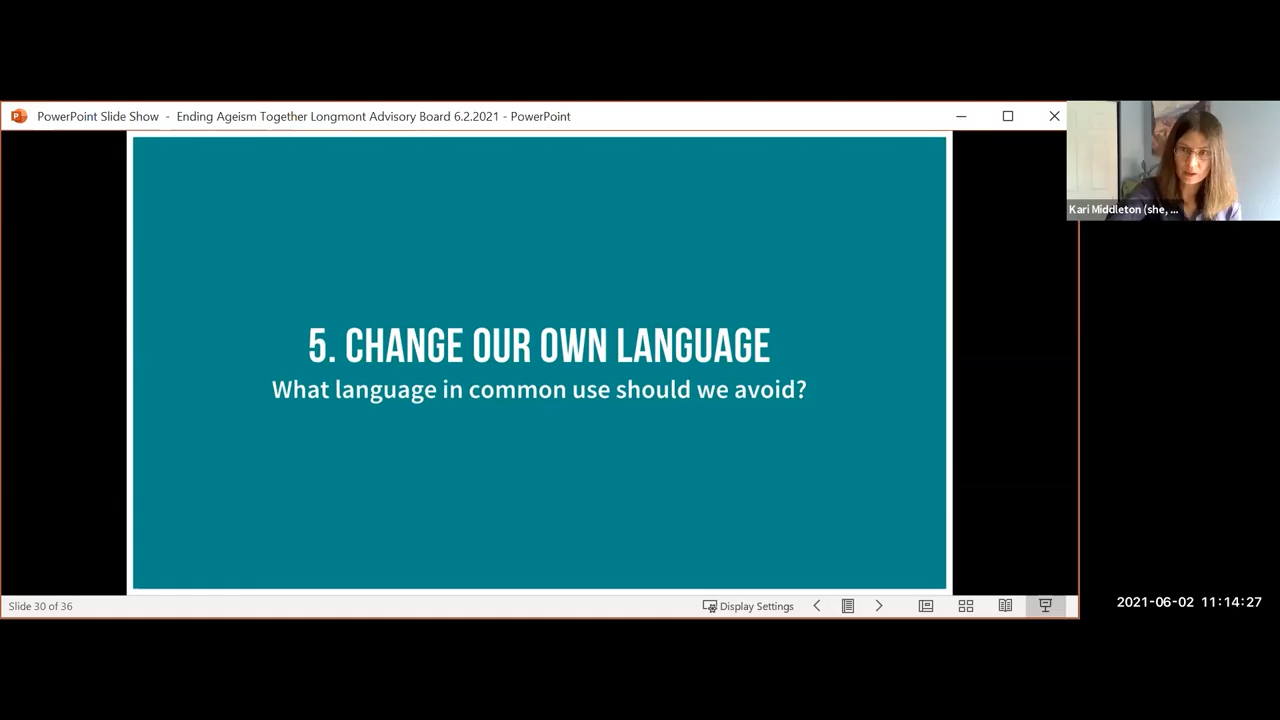 PowerPoint Slide Show - Ending Ageism Together Longmont Advisory Board 6.2.2021 - PowerPoint
Kari Middleton (she, ...
5. CHANGE OUR OWN LANGUAGE
What language in common use should we avoid?
Slide 30 of 36
Display Settings
2021-06-02 11:14:27